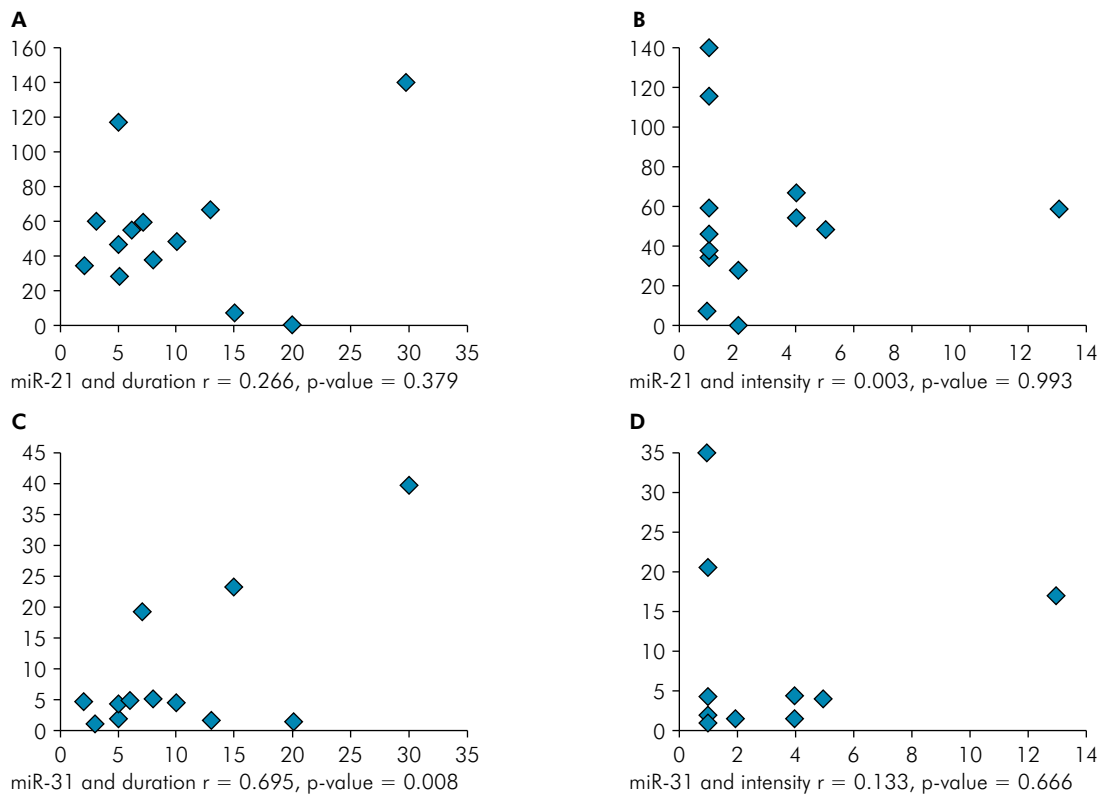 A
160
140
120
100
80
60
40
20
0
0 5 10 15 20 25 30 35
miR-21 and duration r = 0.266, p-value = 0.379
B
140
120
100
80
60
40
20
0
0 2 4 6 8 10 12 14
miR-21 and intensity r = 0.003, p-value = 0.993
C
45
40
35
30
25
20
15
10
5
0
0 5 10 15 20 25 30 35
miR-31 and duration r = 0.695, p-value = 0.008
D
35
30
25
20
15
10
5
0
0 2 4 6 8 10 12 14
miR-31 and intensity r = 0.133, p-value = 0.666